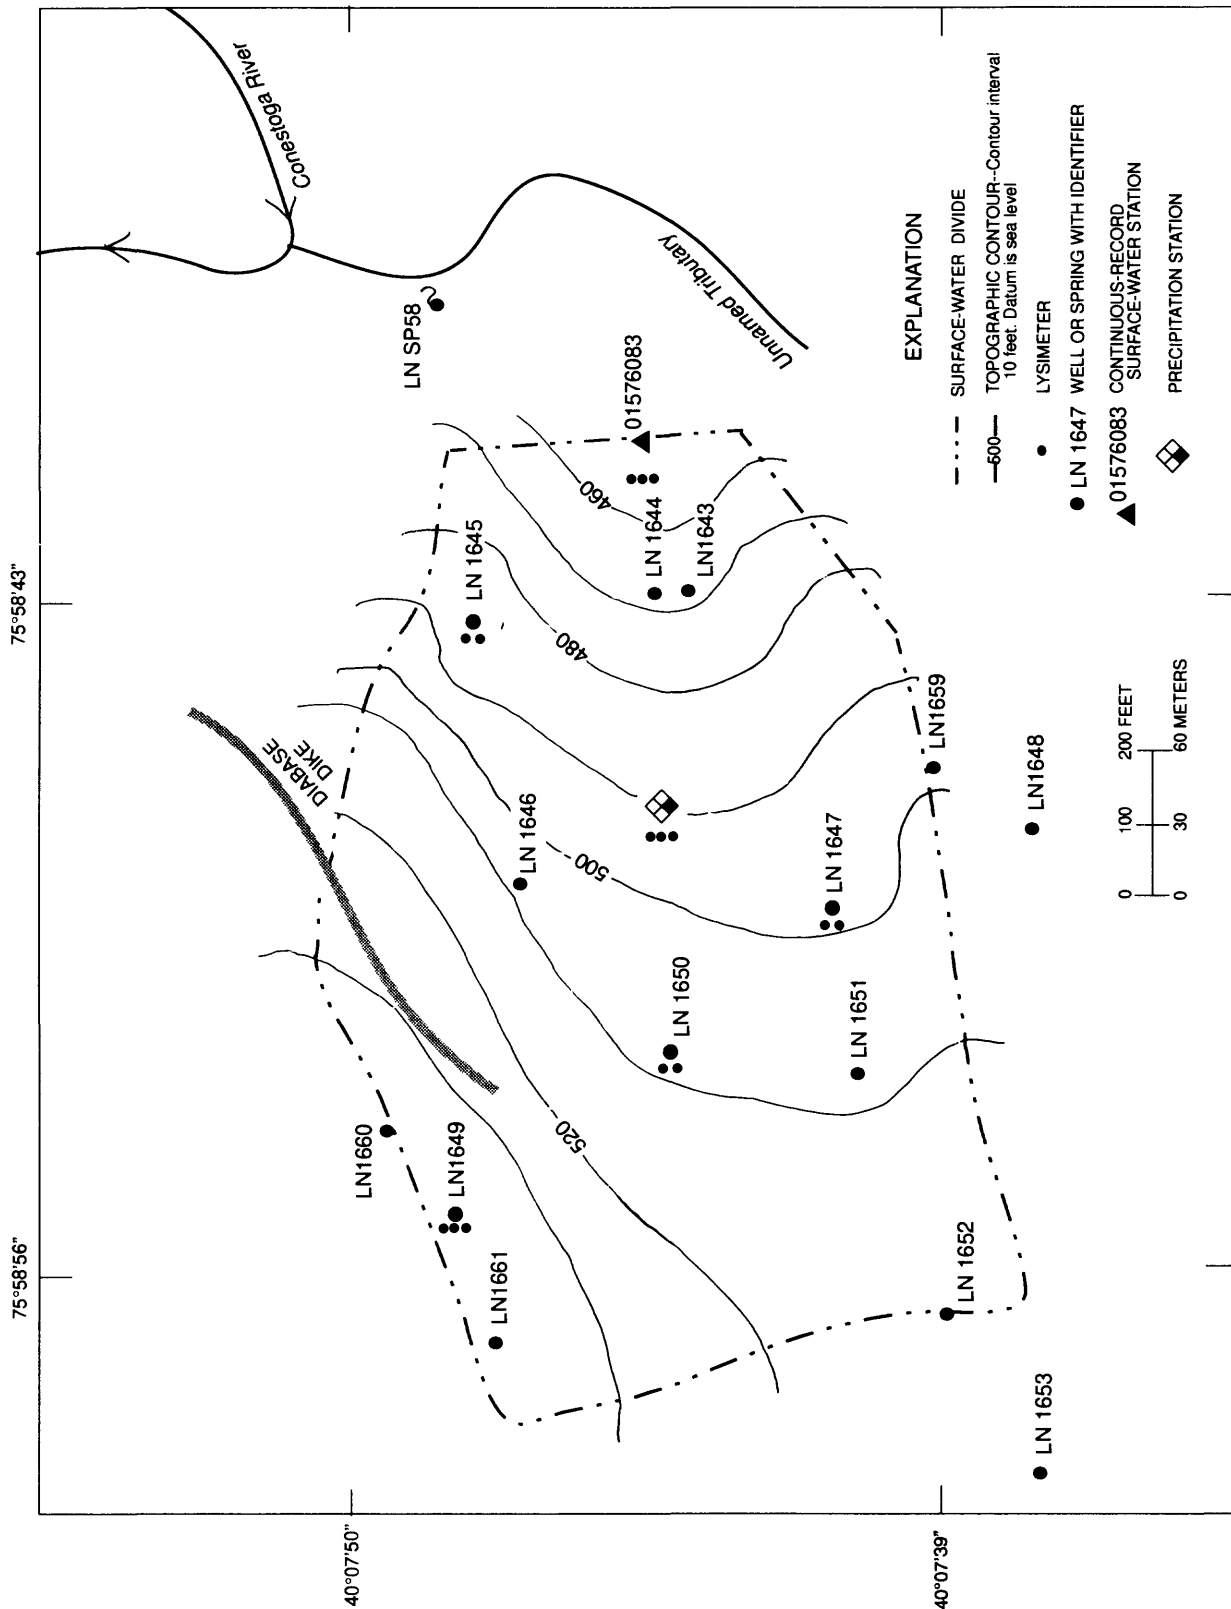 75°58'56"
75°58'43"
40°07'50"
40°07'39"
Conestoga River
Unnamed Tributary
LN SP58
01576083
DIABASE
DIKE
LN 1645
LN 1644
LN1643
LN 1646
LN 1647
LN1659
LN1648
LN 1650
LN 1651
LN1660
LN1649
LN1661
LN 1652
LN 1653
460
480
500
520
EXPLANATION
SURFACE-WATER DIVIDE
500 TOPOGRAPHIC CONTOUR--Contour interval
10 feet. Datum is sea level
LYSIMETER
LN 1647 WELL OR SPRING WITH IDENTIFIER
01576083 CONTINUOUS-RECORD
SURFACE-WATER STATION
PRECIPITATION STATION
0 100 200 FEET
0 30 60 METERS